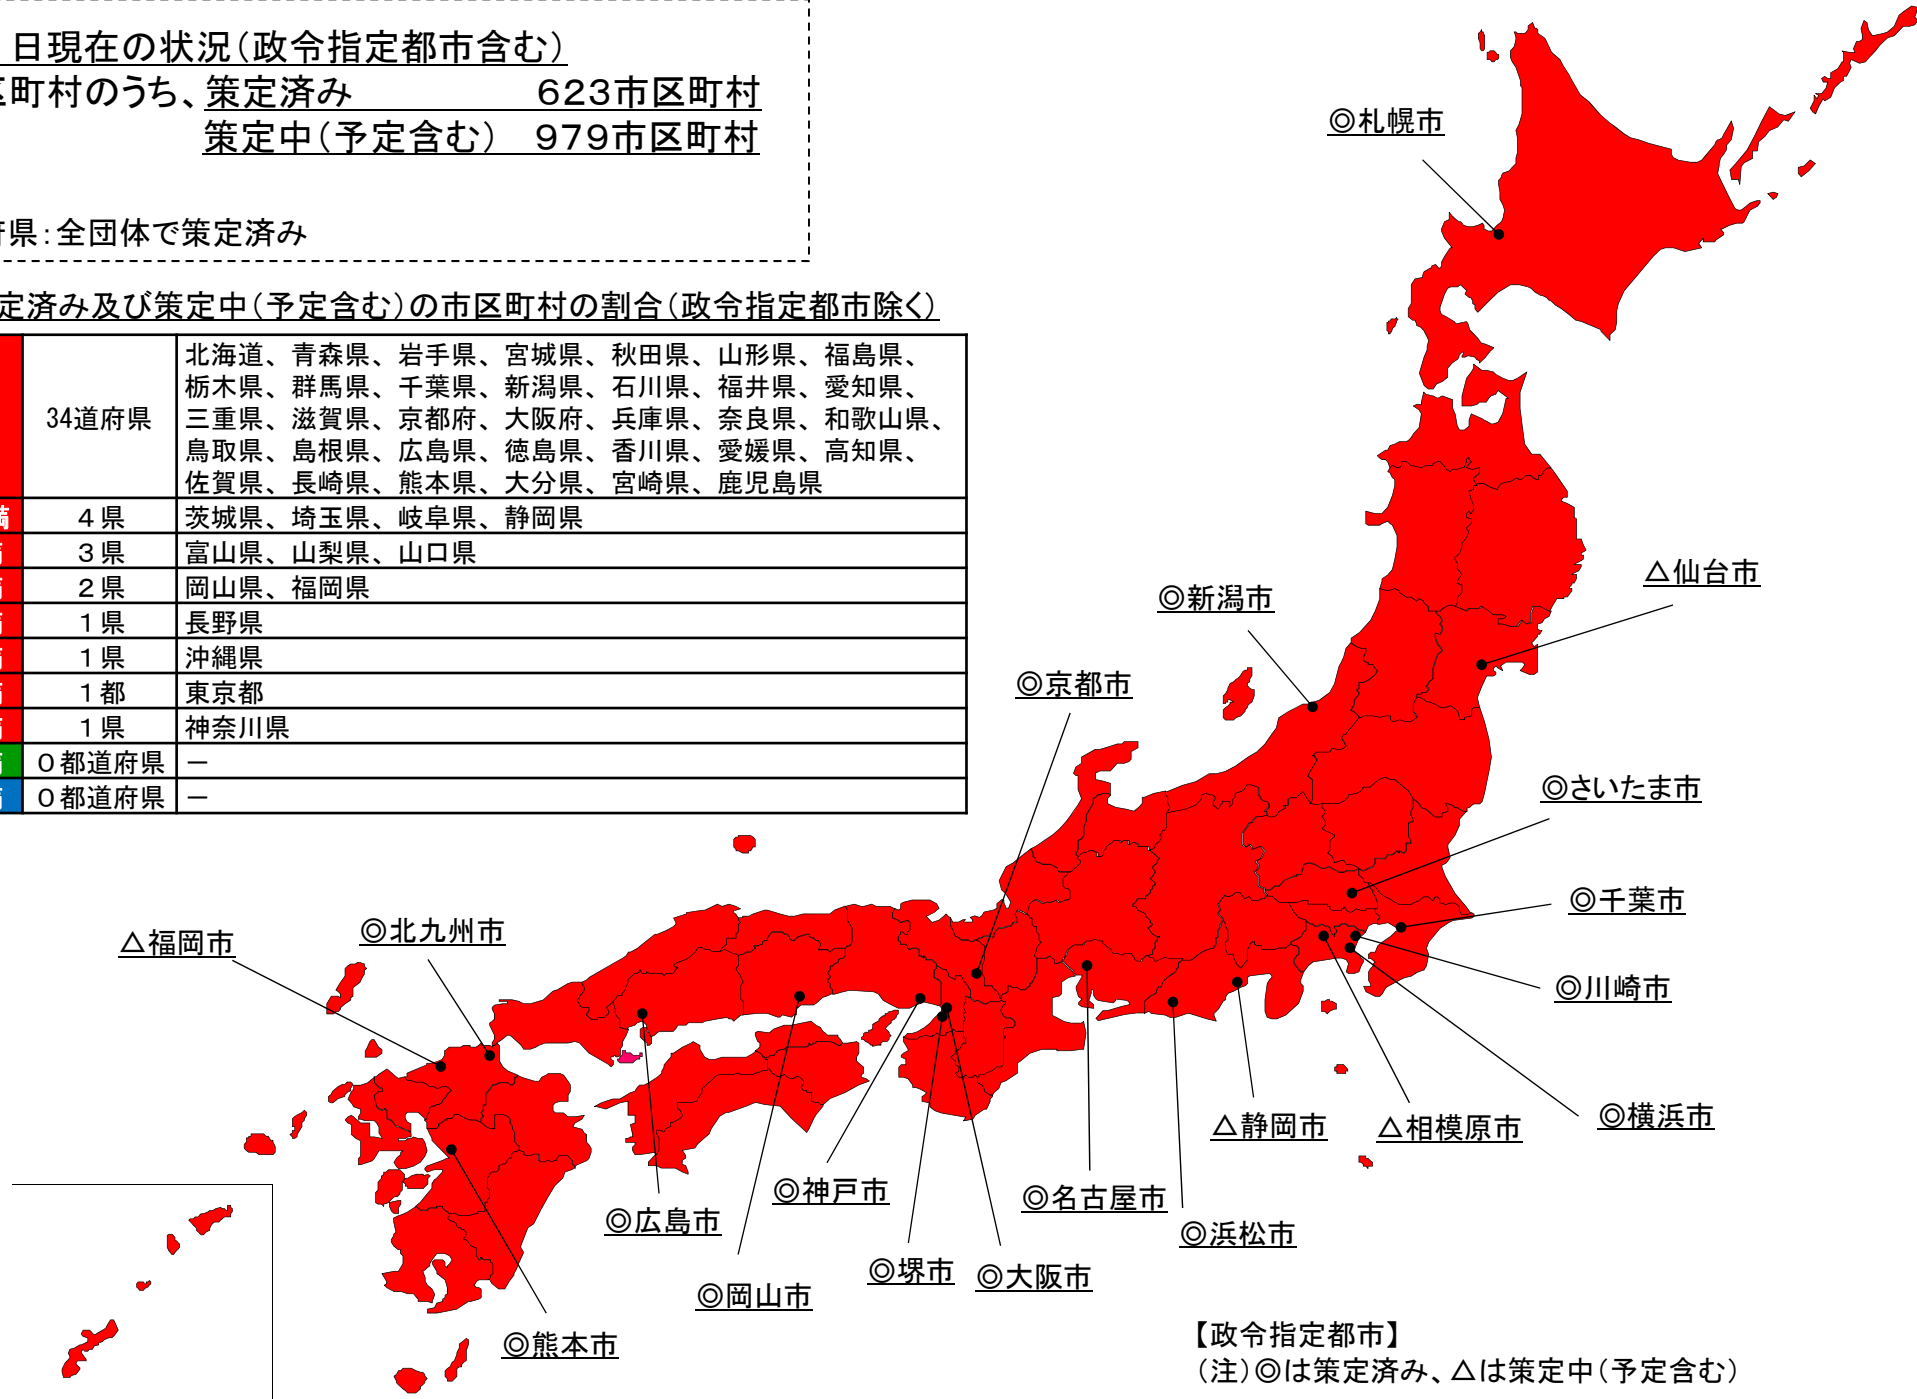 日現在の状況（政令指定都市含む）
区町村のうち、策定済み　623市区町村
策定中（予定含む）　979市区町村
府県：全団体で策定済み
定済み及び策定中（予定含む）の市区町村の割合（政令指定都市除く）
34道府県 北海道、青森県、岩手県、宮城県、秋田県、山形県、福島県、
栃木県、群馬県、千葉県、新潟県、石川県、福井県、愛知県、
三重県、滋賀県、京都府、大阪府、兵庫県、奈良県、和歌山県、
鳥取県、島根県、広島県、徳島県、香川県、愛媛県、高知県、
佐賀県、長崎県、熊本県、大分県、宮崎県、鹿児島県
4県 茨城県、埼玉県、岐阜県、静岡県
3県 富山県、山梨県、山口県
2県 岡山県、福岡県
1県 長野県
1県 沖縄県
1都 東京都
1県 神奈川県
0都道府県 －
0都道府県 －
◎札幌市
△仙台市
◎新潟市
◎京都市
◎さいたま市
◎千葉市
◎北九州市
△福岡市
◎川崎市
◎横浜市
△静岡市
△相模原市
◎神戸市
◎名古屋市
◎広島市
◎浜松市
◎堺市
◎大阪市
◎岡山市
◎熊本市
【政令指定都市】
（注）◎は策定済み、△は策定中（予定含む）